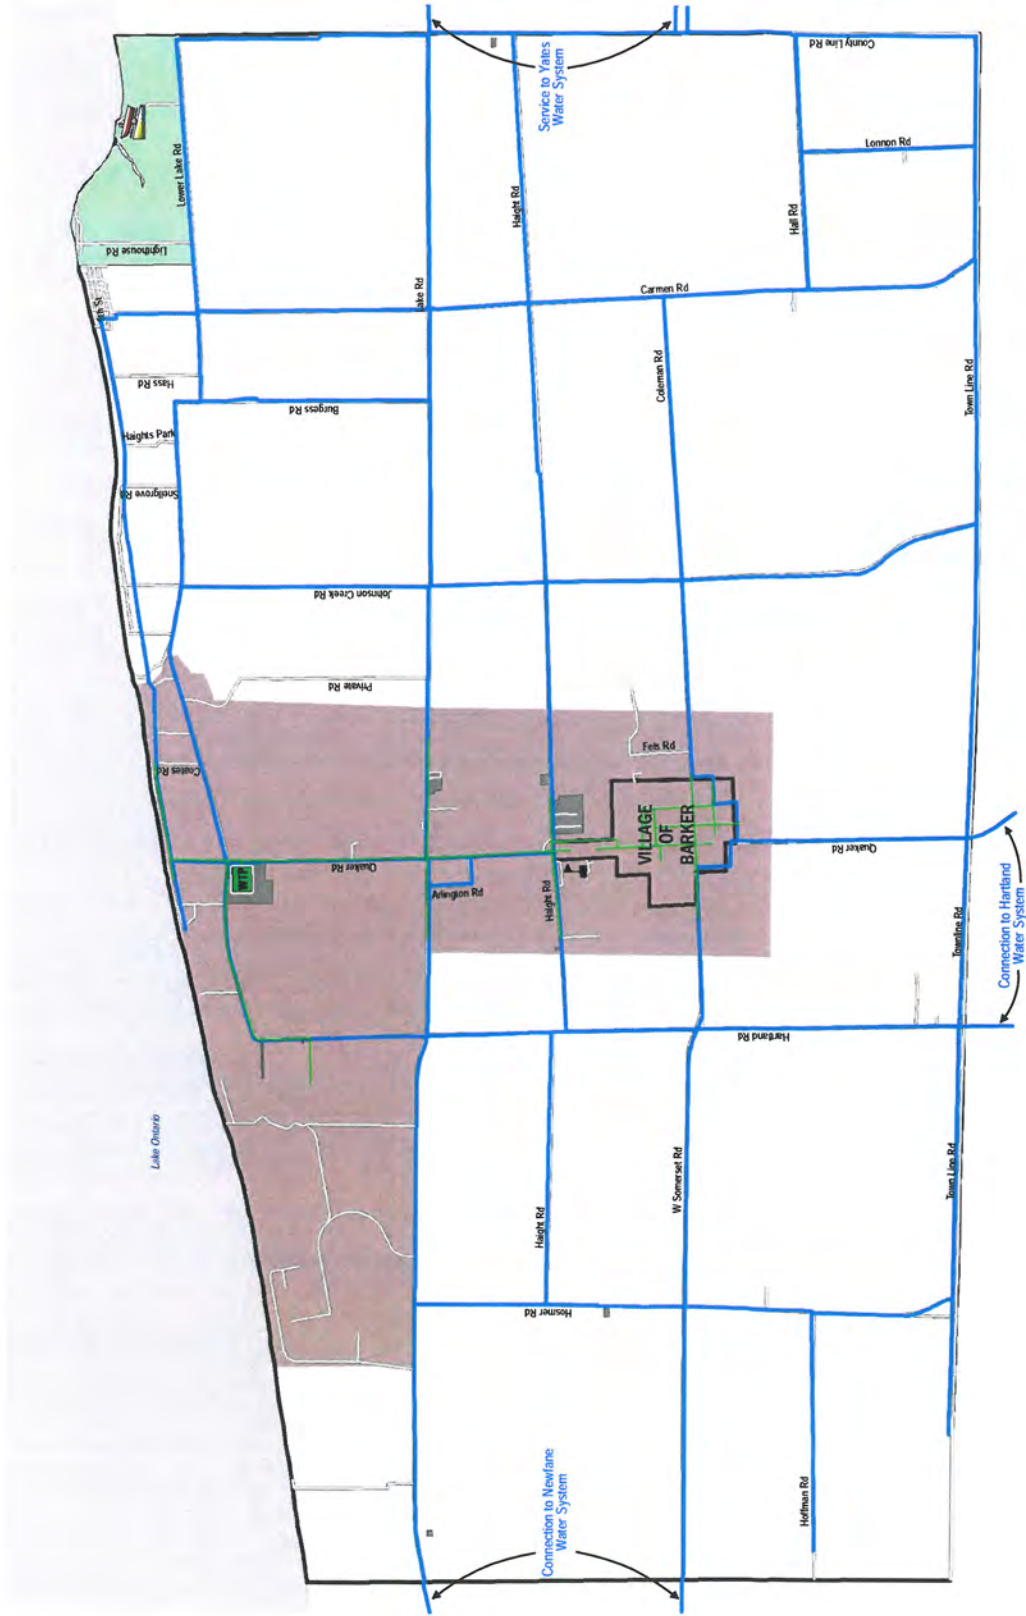 County Line Rd
Service to Yates
Water System
Lonnon Rd
Lower Lake Rd
Haight Rd
Hall Rd
Lighthouse Rd
Lake Rd
Carmen Rd
Hass Rd
Coleman Rd
Town Line Rd
Burgess Rd
Haights Park
Snellgrove Rd
Johnson Creek Rd
Private Rd
Fels Rd
Coates Rd
VILLAGE
OF
BARKER
Quaker Rd
Quaker Rd
WTP
Arlington Rd
Haight Rd
Townline Rd
Connection to Hartland
Water System
Hartland Rd
Lake Ontario
W Somerset Rd
Town Line Rd
Haight Rd
Hosmer Rd
Connection to Newfane
Water System
Hoffman Rd